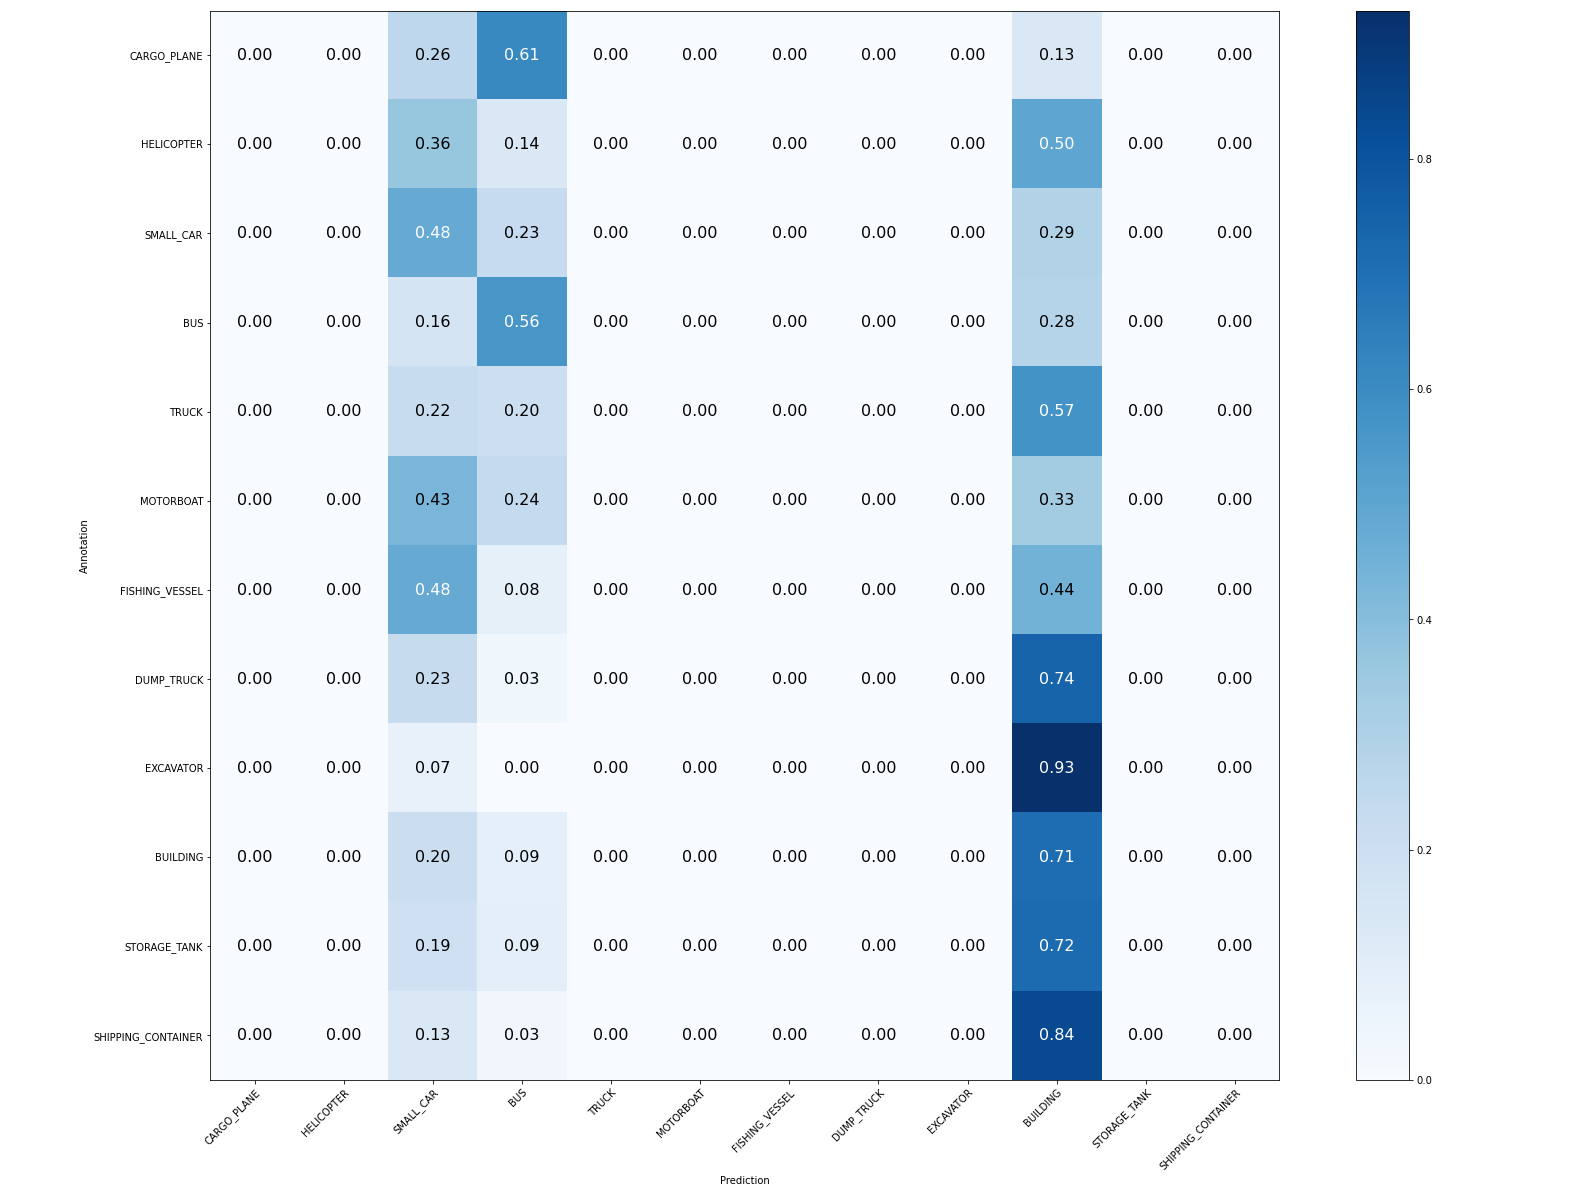 CARGO_PLANE 0.00 0.00 0.26 0.61 0.00 0.00 0.00 0.00 0.00 0.13 0.00 0.00
HELICOPTER 0.00 0.00 0.36 0.14 0.00 0.00 0.00 0.00 0.00 0.50 0.00 0.00
SMALL_CAR 0.00 0.00 0.48 0.23 0.00 0.00 0.00 0.00 0.00 0.29 0.00 0.00
BUS 0.00 0.00 0.16 0.56 0.00 0.00 0.00 0.00 0.00 0.28 0.00 0.00
TRUCK 0.00 0.00 0.22 0.20 0.00 0.00 0.00 0.00 0.00 0.57 0.00 0.00
MOTORBOAT 0.00 0.00 0.43 0.24 0.00 0.00 0.00 0.00 0.00 0.33 0.00 0.00
FISHING_VESSEL 0.00 0.00 0.48 0.08 0.00 0.00 0.00 0.00 0.00 0.44 0.00 0.00
DUMP_TRUCK 0.00 0.00 0.23 0.03 0.00 0.00 0.00 0.00 0.00 0.74 0.00 0.00
EXCAVATOR 0.00 0.00 0.07 0.00 0.00 0.00 0.00 0.00 0.00 0.93 0.00 0.00
BUILDING 0.00 0.00 0.20 0.09 0.00 0.00 0.00 0.00 0.00 0.71 0.00 0.00
STORAGE_TANK 0.00 0.00 0.19 0.09 0.00 0.00 0.00 0.00 0.00 0.72 0.00 0.00
SHIPPING_CONTAINER 0.00 0.00 0.13 0.03 0.00 0.00 0.00 0.00 0.00 0.84 0.00 0.00
Annotation
CARGO_PLANE HELICOPTER SMALL_CAR BUS TRUCK MOTORBOAT FISHING_VESSEL DUMP_TRUCK EXCAVATOR BUILDING STORAGE_TANK SHIPPING_CONTAINER
Prediction
0.8
0.6
0.4
0.2
0.0